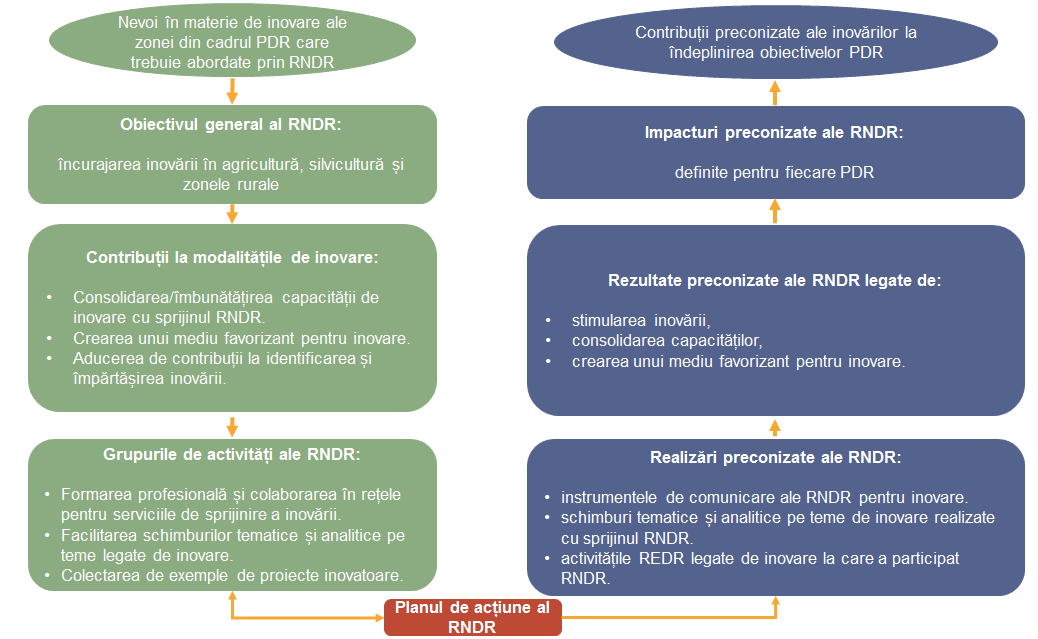 Nevoi în materie de inovare ale
zonei din cadrul PDR care
trebuie abordate prin RNDR
Obiectivul general al RNDR:
încurajarea inovării în agricultură, silvicultură și
zonele rurale
Contribuții la modalitățile de inovare:
• Consolidarea/îmbunătățirea capacității de
inovare cu sprijinul RNDR.
• Crearea unui mediu favorizant pentru inovare.
• Aducerea de contribuții la identificarea și
împărtășirea inovării.
Grupurile de activități ale RNDR:
• Formarea profesională și colaborarea în rețele
pentru serviciile de sprijinire a inovării.
• Facilitarea schimburilor tematice și analitice pe
teme legate de inovare.
• Colectarea de exemple de proiecte inovatoare.
Planul de acțiune al
RNDR
Contribuții preconizate ale inovărilor la
îndeplinirea obiectivelor PDR
Impacturi preconizate ale RNDR:
definite pentru fiecare PDR
Rezultate preconizate ale RNDR legate de:
• stimularea inovării,
• consolidarea capacităților,
• crearea unui mediu favorizant pentru inovare.
Realizări preconizate ale RNDR:
• instrumentele de comunicare ale RNDR pentru inovare.
• schimburi tematice și analitice pe teme de inovare realizate
cu sprijinul RNDR.
• activitățile REDR legate de inovare la care a participat
RNDR.